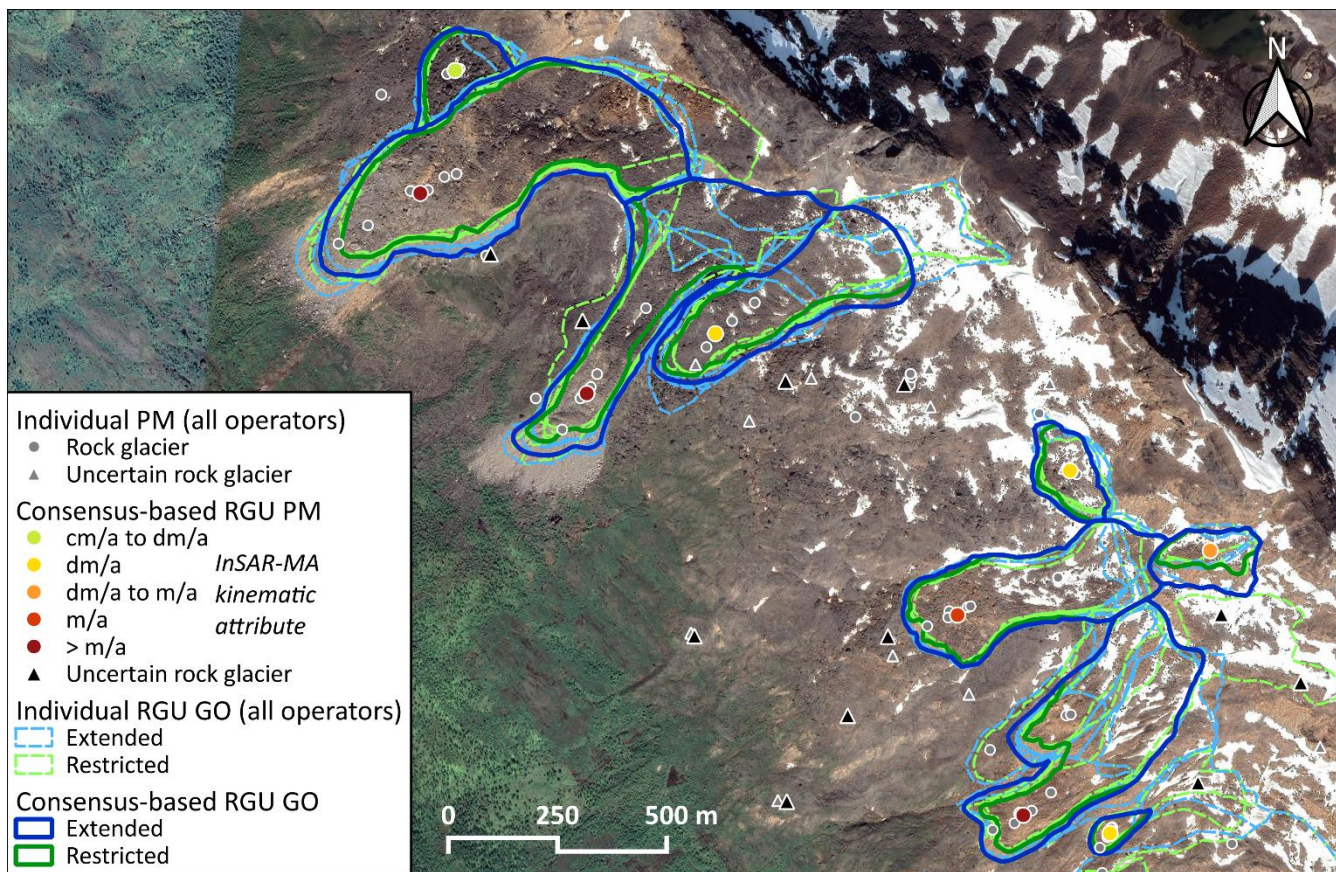 N
Individual PM (all operators)
Rock glacier
Uncertain rock glacier
Consensus-based RGU PM
cm/a to dm/a
dm/a InSAR-MA
dm/a to m/a kinematic
m/a attribute
> m/a
Uncertain rock glacier
Individual RGU GO (all operators)
Extended
Restricted
Consensus-based RGU GO
Extended
Restricted
0 250 500 m